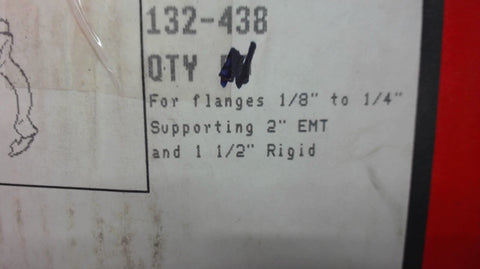 132-438
QTY
For flanges 1/8" to 1/4"
Supporting 2" EMT
and 1 1/2" Rigid